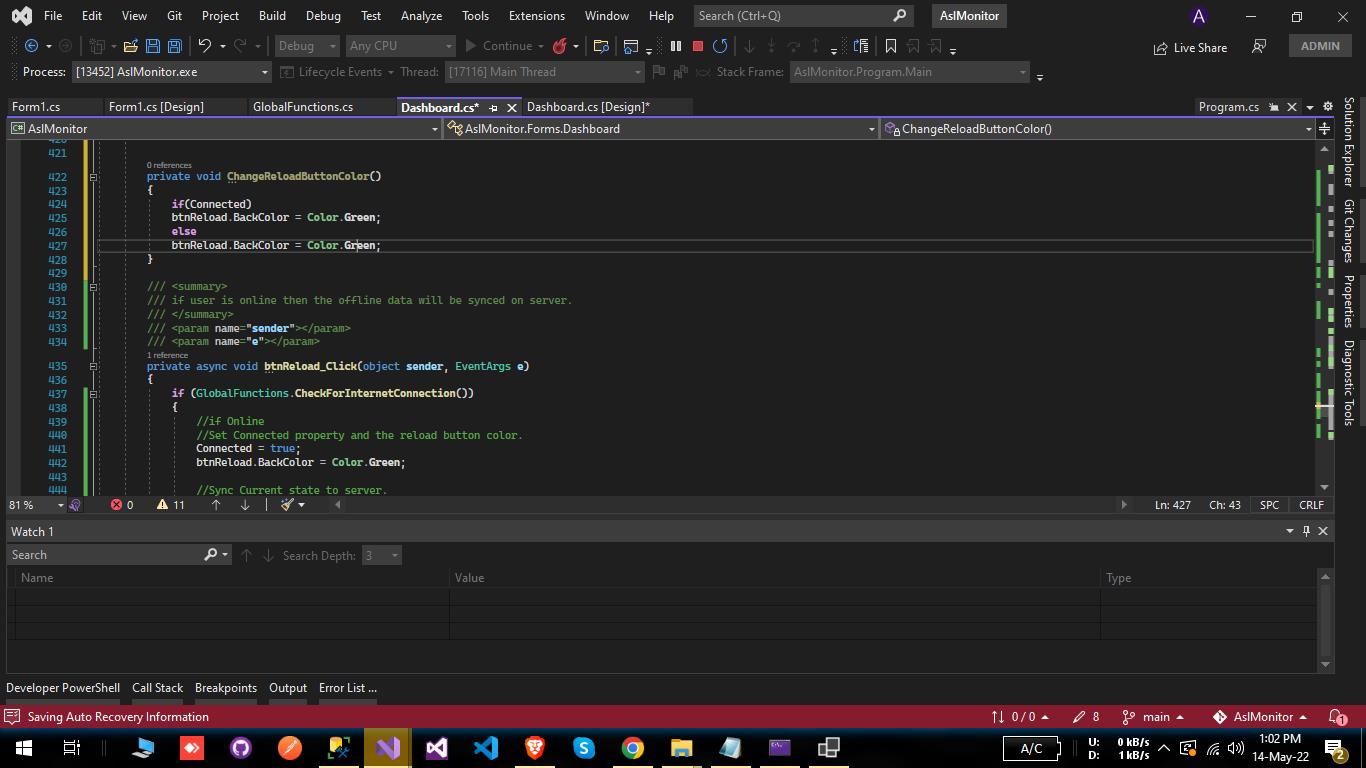 File Edit View Git Project Build Debug Test Analyze Tools Extensions Window Help Search (Ctrl+Q) AslMonitor A
Debug Any CPU Continue Live Share ADMIN
Process: [13452] AslMonitor.exe Lifecycle Events Thread: [17116] Main Thread Stack Frame: AslMonitor.Program.Main
Form1.cs Form1.cs [Design] GlobalFunctions.cs Dashboard.cs* Dashboard.cs [Design]* Program.cs
AslMonitor AslMonitor.Forms.Dashboard ChangeReloadButtonColor()
420
421
0 references
422 private void ChangeReloadButtonColor()
423 {
424 if(Connected)
425 btnReload.BackColor = Color.Green;
426 else
427 btnReload.BackColor = Color.Green;
428 }
429
430 /// <summary>
431 /// if user is online then the offline data will be synced on server.
432 /// </summary>
433 /// <param name="sender"></param>
434 /// <param name="e"></param>
1 reference
435 private async void btnReload_Click(object sender, EventArgs e)
436 {
437 if (GlobalFunctions.CheckForInternetConnection())
438 {
439 //if Online
440 //Set Connected property and the reload button color.
441 Connected = true;
442 btnReload.BackColor = Color.Green;
443
444 //Sync Current state to server.
Solution Explorer
Git Changes
Properties
Diagnostic Tools
81 % 0 11 Ln: 427 Ch: 43 SPC CRLF
Watch 1
Search Search Depth: 3
Name Value Type
Developer PowerShell Call Stack Breakpoints Output Error List ...
Saving Auto Recovery Information 0 / 0 8 main AslMonitor 1
A/C U: 0 kB/s 1:02 PM
D: 1 kB/s 14-May-22 2